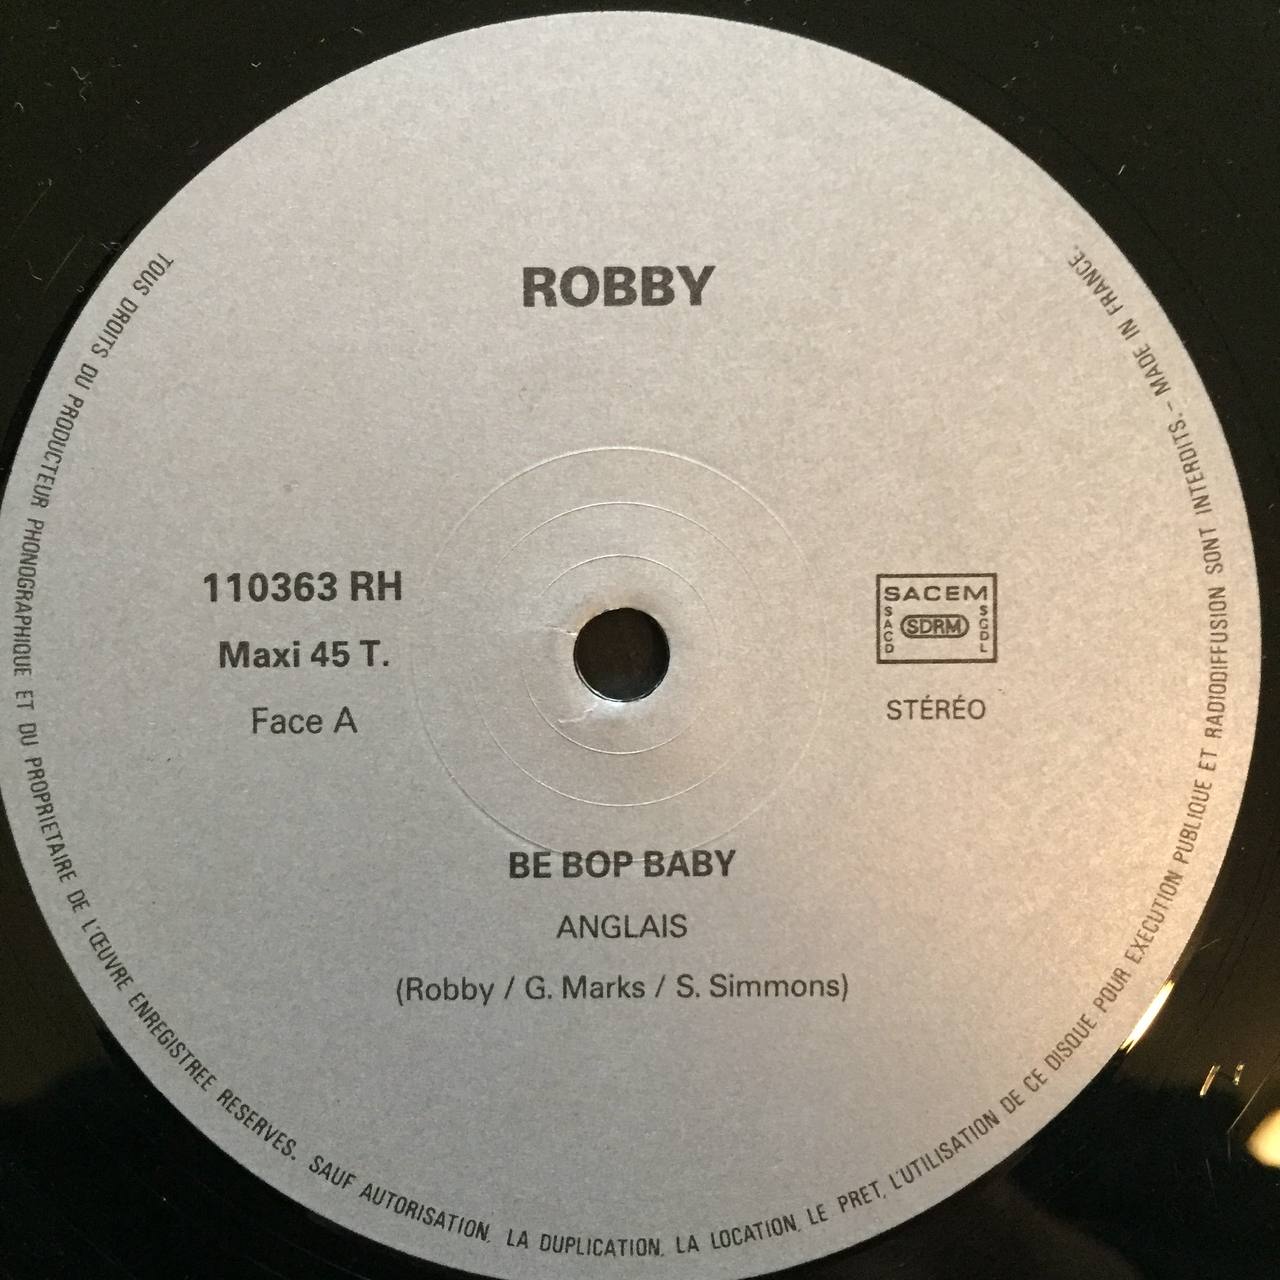 ROBBY
110363 RH
Maxi 45 T.
Face A
SACEM
SACD
SDRM
SGDL
STÉRÉO
BE BOP BABY
ANGLAIS
(Robby / G. Marks / S. Simmons)
TOUS DROITS DU PRODUCTEUR PHONOGRAPHIQUE ET DU PROPRIETAIRE DE L'ŒUVRE ENREGISTREE RESERVES. SAUF AUTORISATION, LA DUPLICATION, LA LOCATION, LE PRET, L'UTILISATION DE CE DISQUE POUR EXECUTION PUBLIQUE ET RADIODIFFUSION SONT INTERDITS. - MADE IN FRANCE.